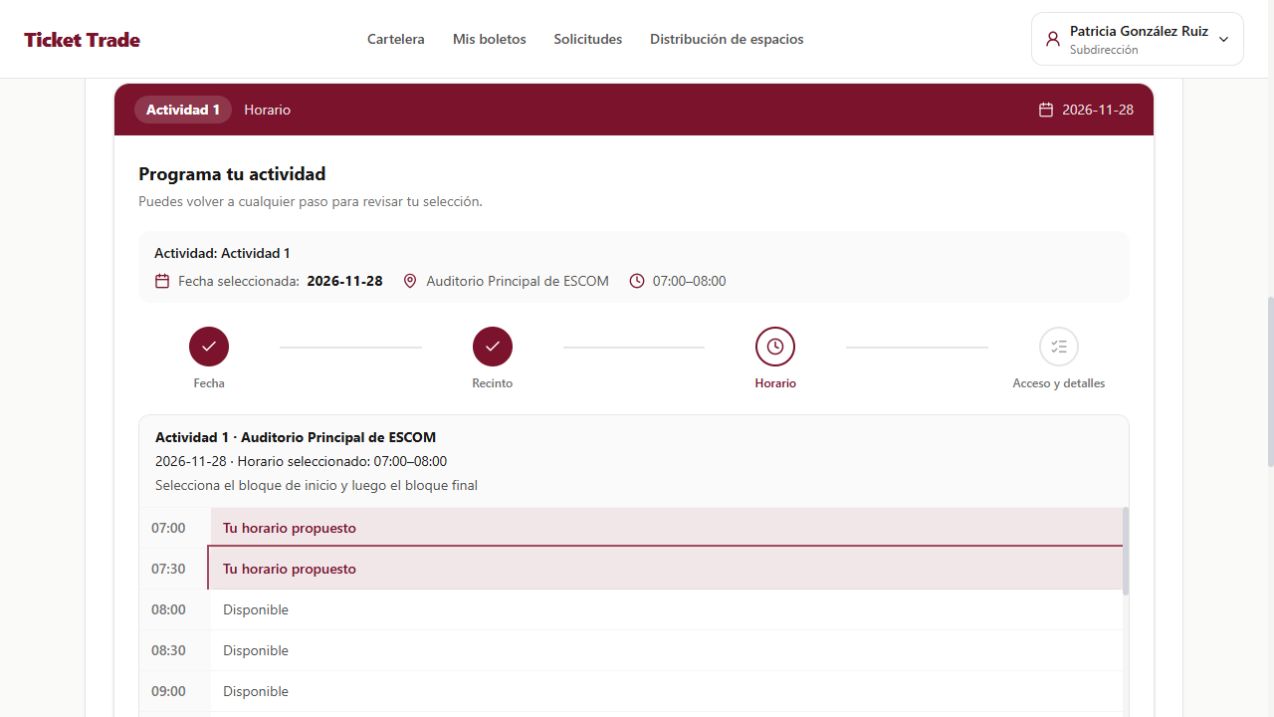 Ticket Trade
Cartelera
Mis boletos
Solicitudes
Distribución de espacios
Patricia González Ruiz
Subdirección
Actividad 1
Horario
2026-11-28
Programa tu actividad
Puedes volver a cualquier paso para revisar tu selección.
Actividad: Actividad 1
Fecha seleccionada: 2026-11-28
Auditorio Principal de ESCOM
07:00–08:00
Fecha
Recinto
Horario
Acceso y detalles
Actividad 1 · Auditorio Principal de ESCOM
2026-11-28 · Horario seleccionado: 07:00–08:00
Selecciona el bloque de inicio y luego el bloque final
07:00 Tu horario propuesto
07:30 Tu horario propuesto
08:00 Disponible
08:30 Disponible
09:00 Disponible